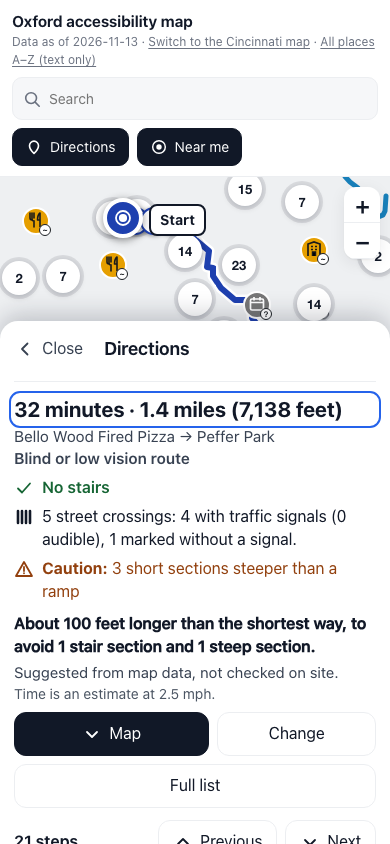 Oxford accessibility map
Data as of 2026-11-13 · Switch to the Cincinnati map · All places
A–Z (text only)
Search
Directions
Near me
15
7
+
Start
14
23
2
−
2
7
7
14
?
Close
Directions
32 minutes · 1.4 miles (7,138 feet)
Bello Wood Fired Pizza → Peffer Park
Blind or low vision route
No stairs
5 street crossings: 4 with traffic signals (0
audible), 1 marked without a signal.
Caution: 3 short sections steeper than a
ramp
About 100 feet longer than the shortest way, to
avoid 1 stair section and 1 steep section.
Suggested from map data, not checked on site.
Time is an estimate at 2.5 mph.
Map
Change
Full list
21 steps
Previous
Next